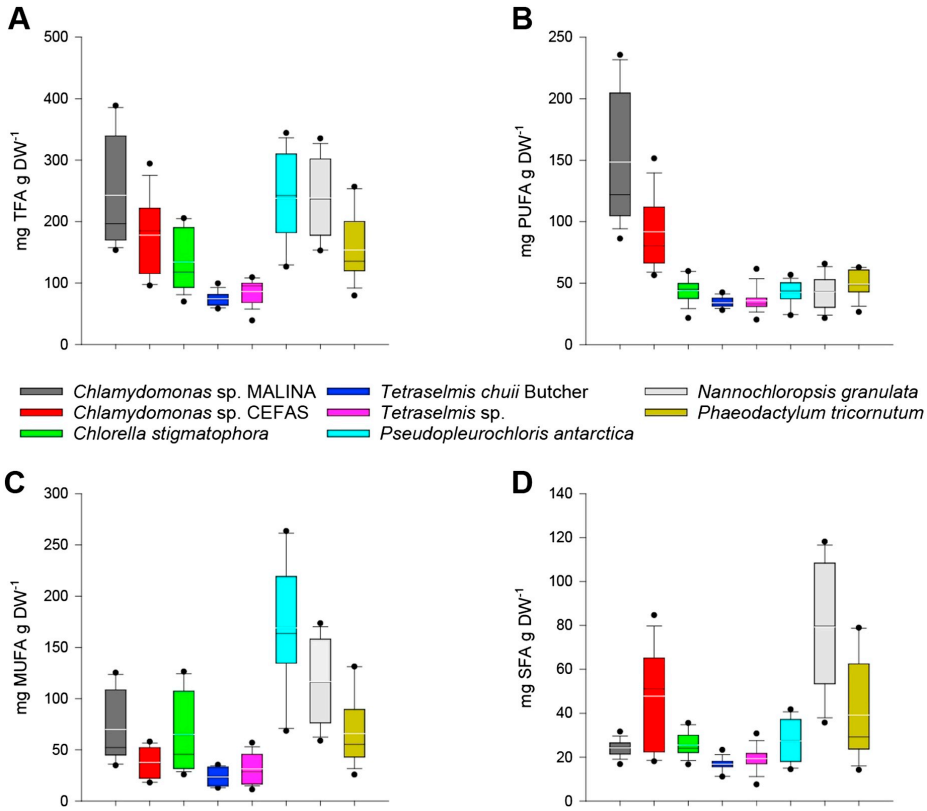 A
B
500
400
300
200
100
0
mg TFA g DW-1
250
200
150
100
50
0
mg PUFA g DW-1
Chlamydomonas sp. MALINA
Tetraselmis chuii Butcher
Nannochloropsis granulata
Chlamydomonas sp. CEFAS
Tetraselmis sp.
Phaeodactylum tricornutum
Chlorella stigmatophora
Pseudopleurochloris antarctica
C
D
300
250
200
150
100
50
0
mg MUFA g DW-1
140
120
100
80
60
40
20
0
mg SFA g DW-1